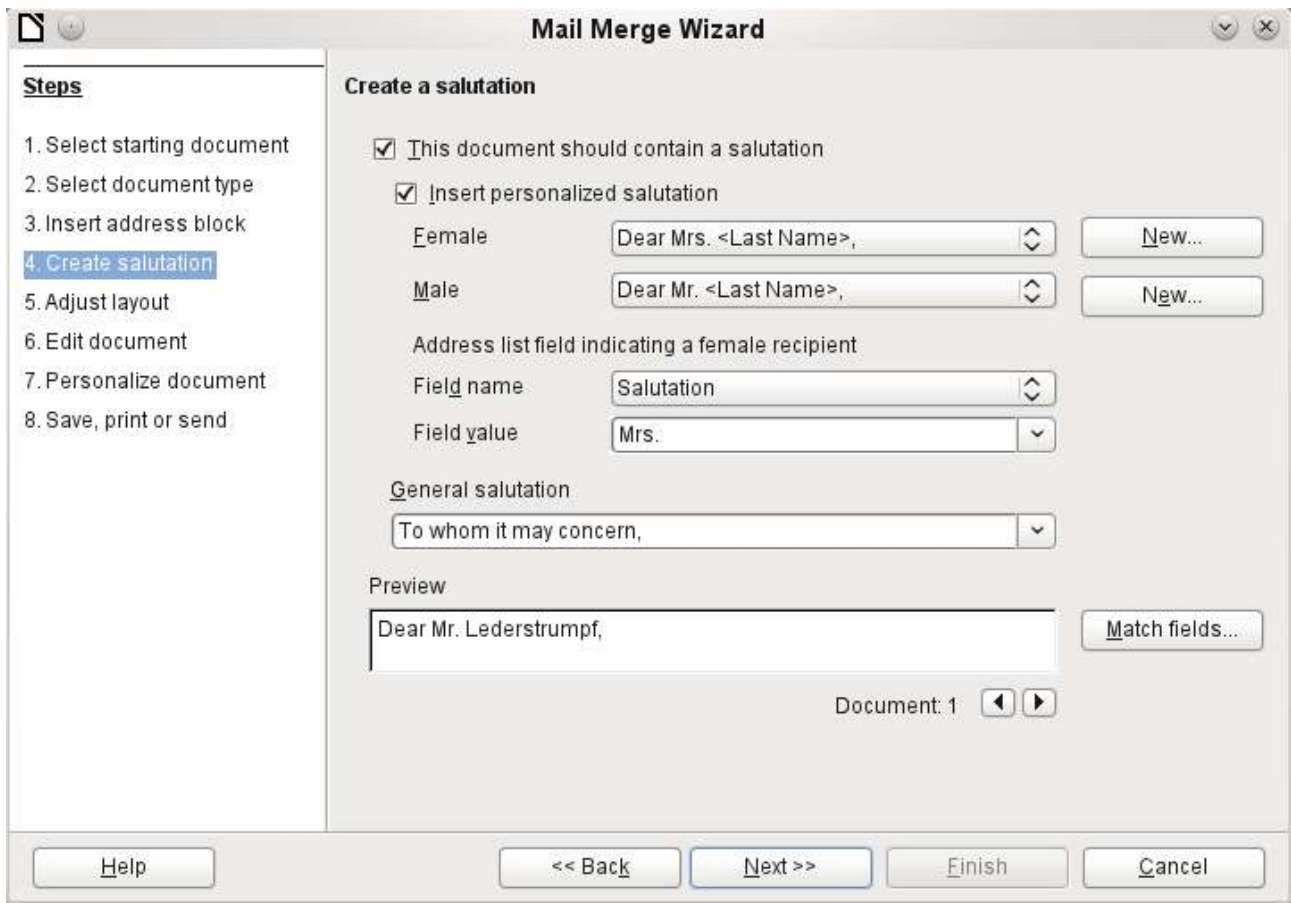 Mail Merge Wizard
Steps
1. Select starting document
2. Select document type
3. Insert address block
4. Create salutation
5. Adjust layout
6. Edit document
7. Personalize document
8. Save, print or send
Create a salutation
This document should contain a salutation
Insert personalized salutation
Female Dear Mrs. <Last Name>, New...
Male Dear Mr. <Last Name>, New...
Address list field indicating a female recipient
Field name Salutation
Field value Mrs.
General salutation
To whom it may concern,
Preview
Dear Mr. Lederstrumpf, Match fields...
Document: 1
Help << Back Next >> Finish Cancel